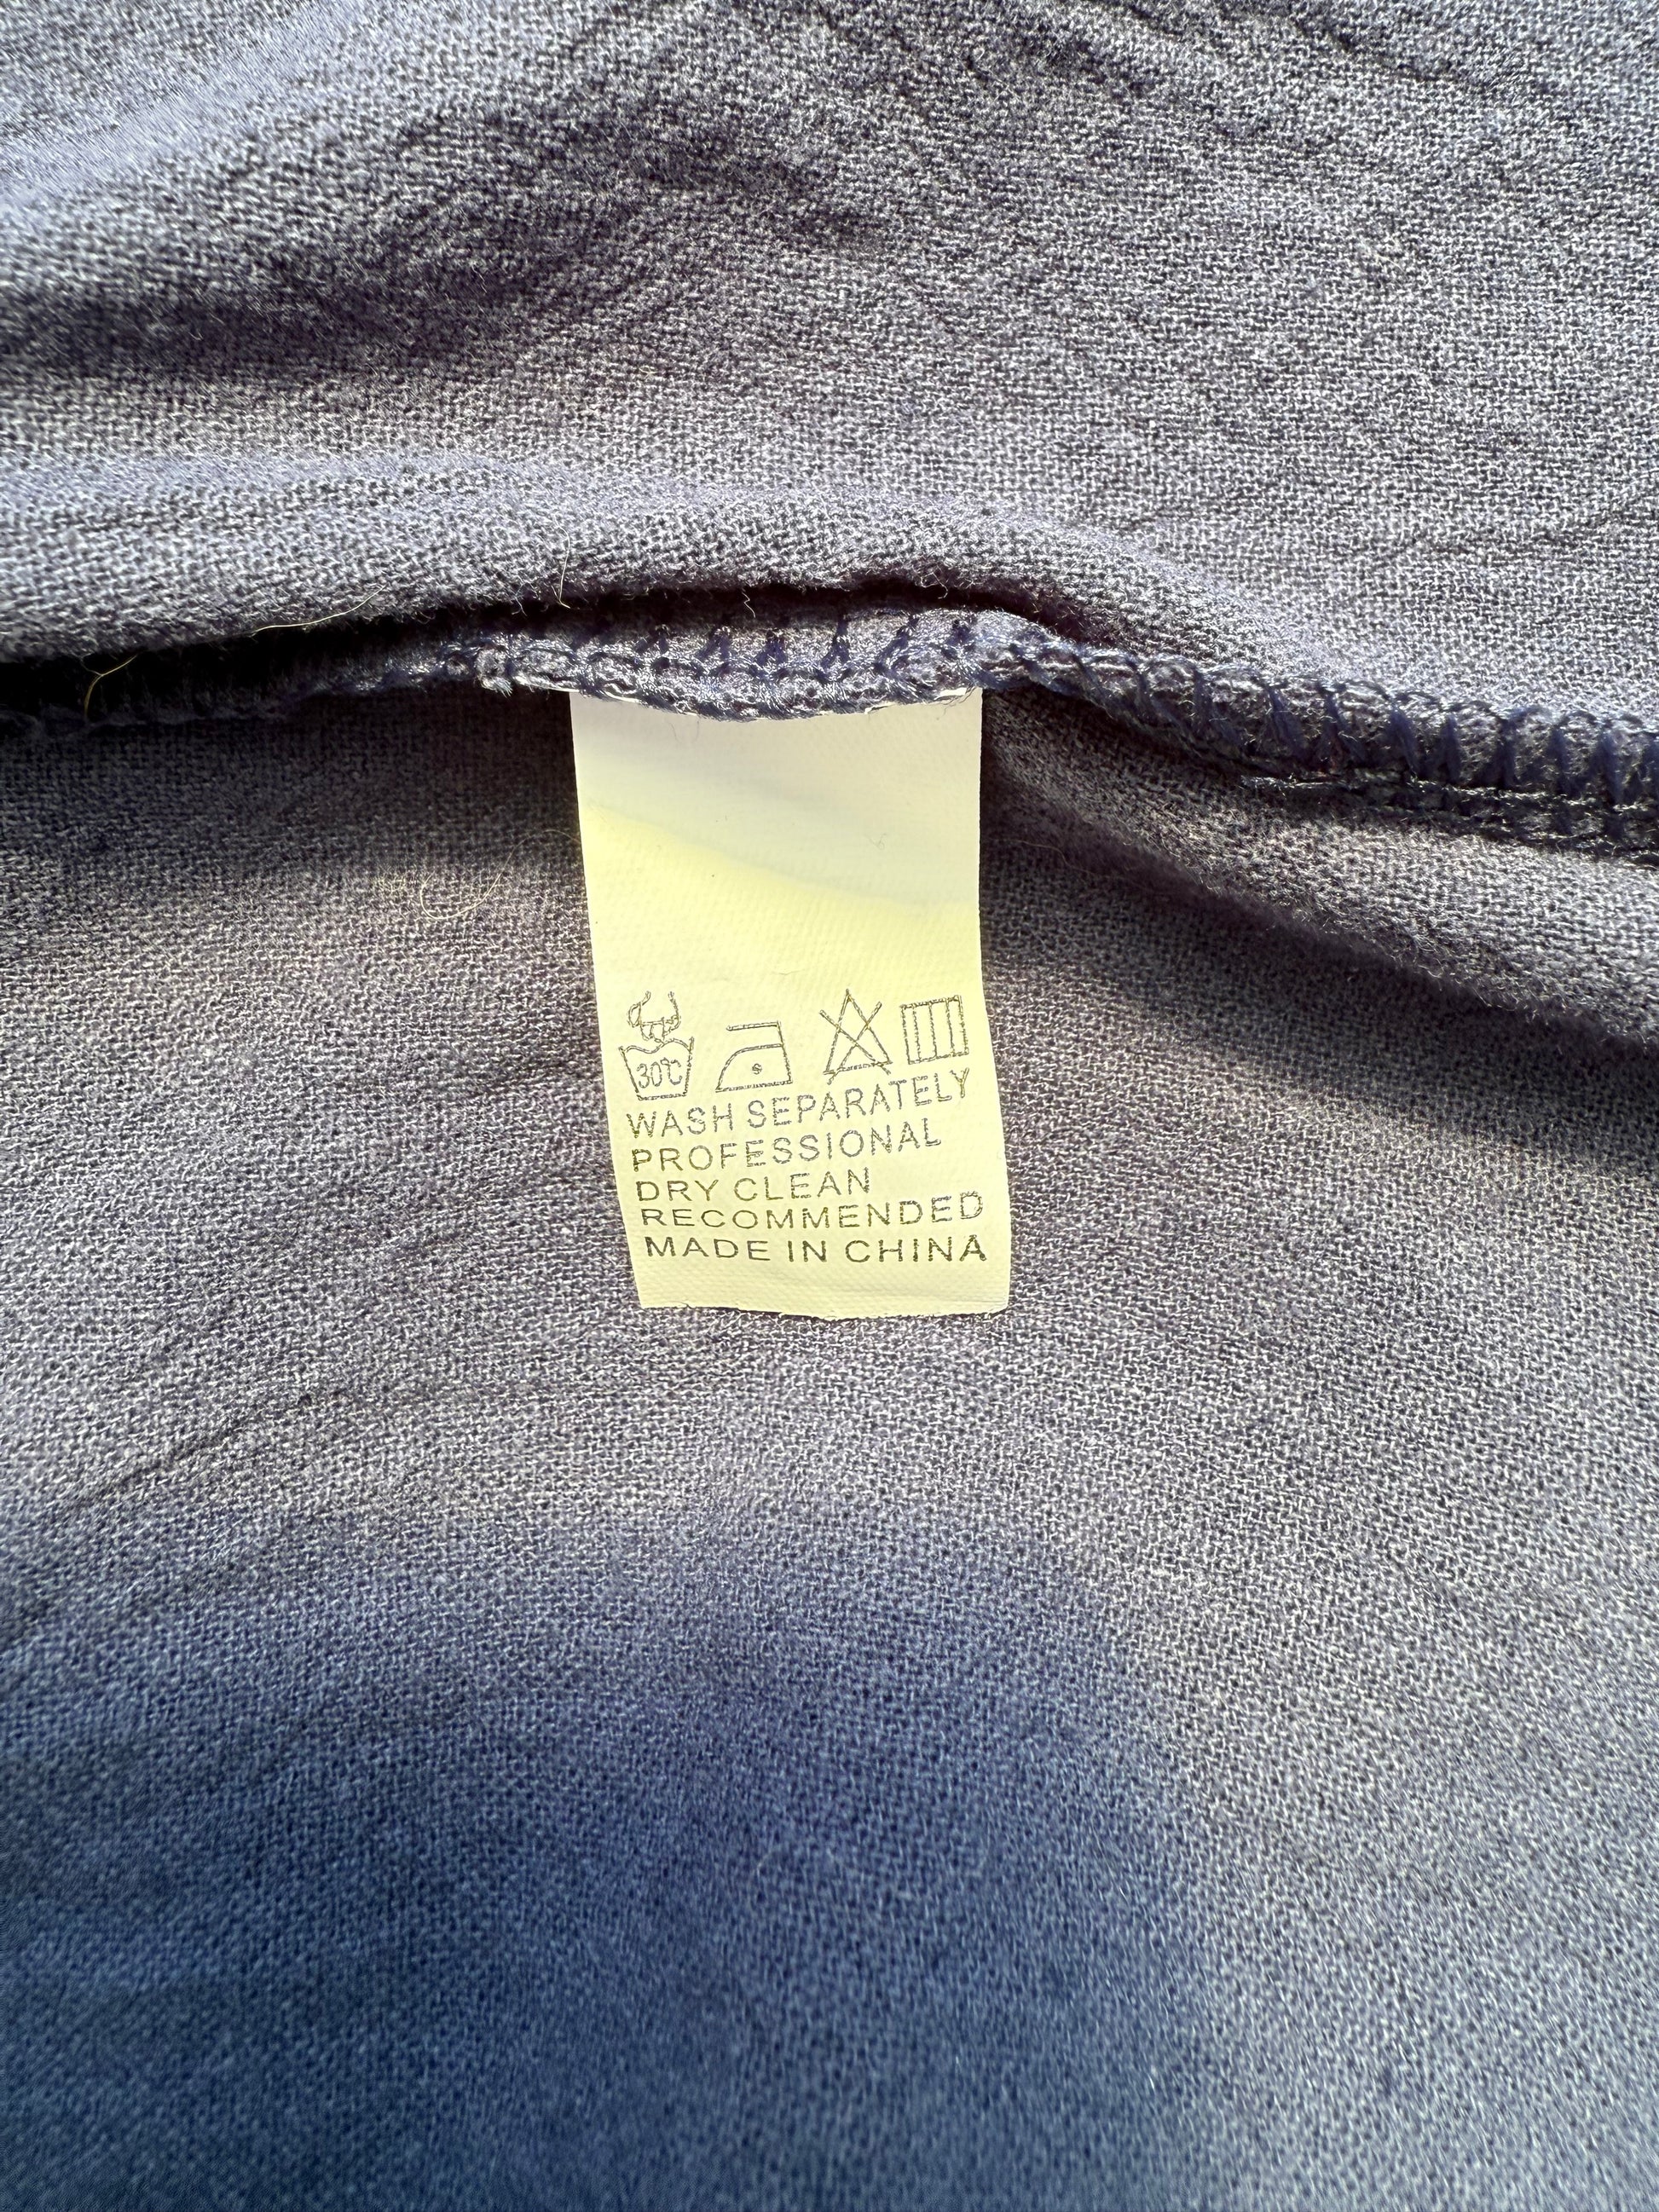 30℃
WASH SEPARATELY
PROFESSIONAL
DRY CLEAN
RECOMMENDED
MADE IN CHINA